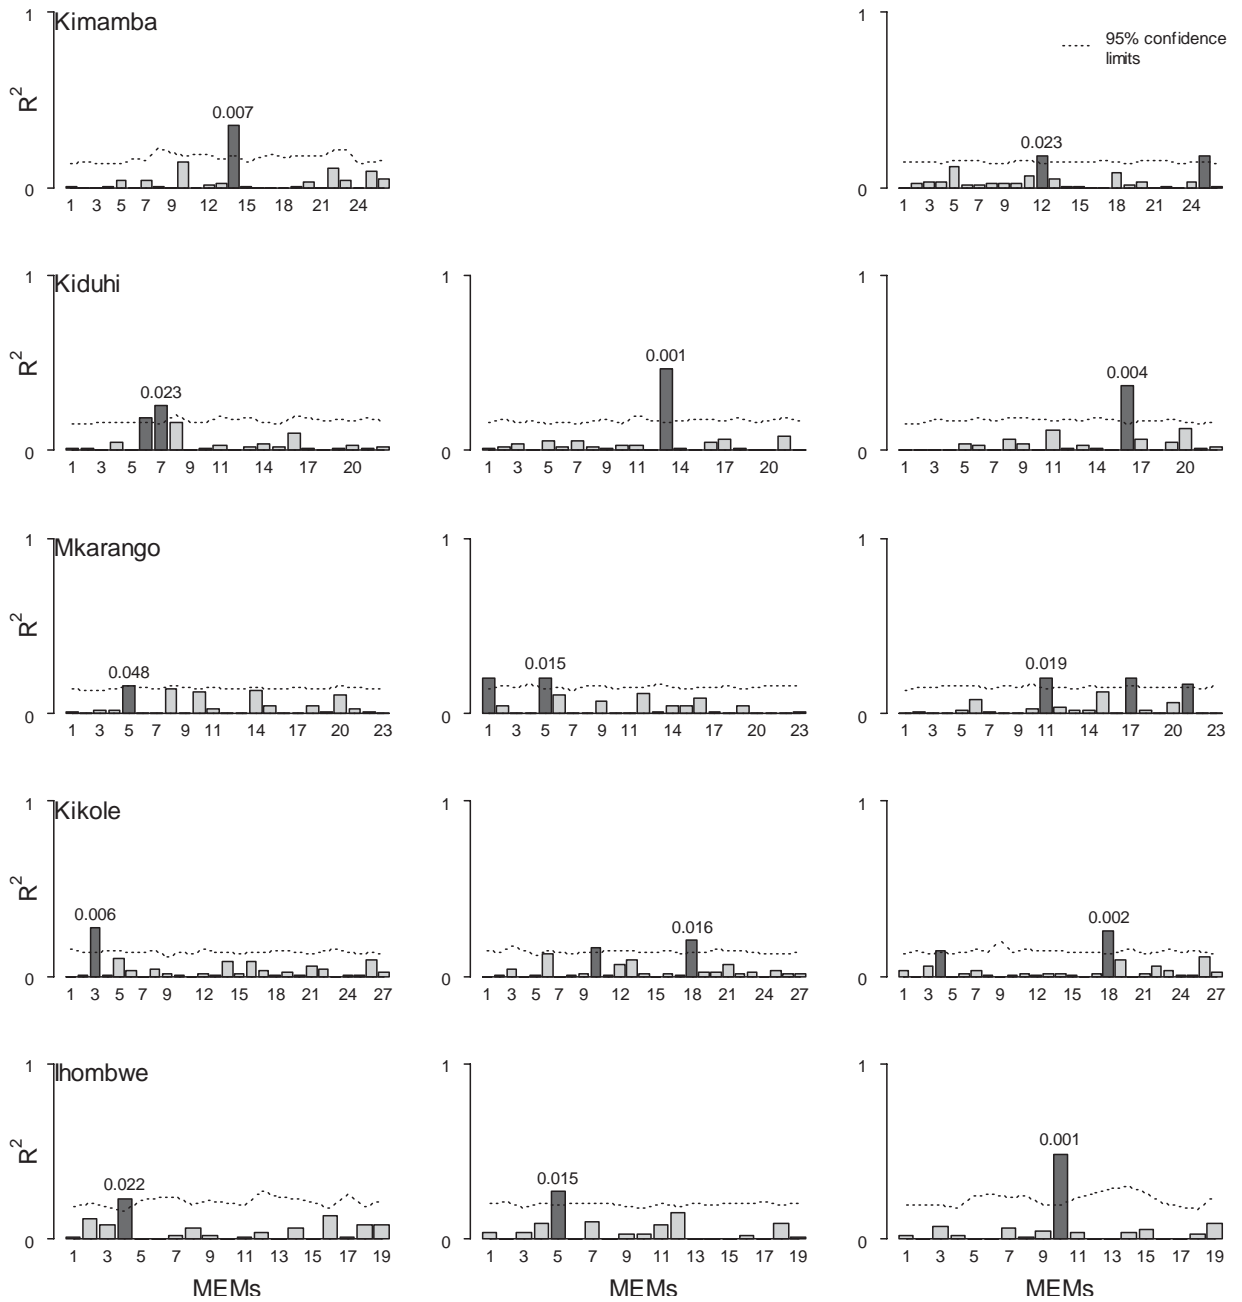 1 Kimamba
R2
0.007
0
1 3 5 7 9 12 15 18 21 24
1
95% confidence
limits
0.023
0
1 3 5 7 9 12 15 18 21 24
1 Kiduhi
R2
0.023
0
1 3 5 7 9 11 14 17 20
1
0.001
0
1 3 5 7 9 11 14 17 20
1
0.004
0
1 3 5 7 9 11 14 17 20
1 Mkarango
R2
0.048
0
1 3 5 7 9 11 14 17 20 23
1
0.015
0
1 3 5 7 9 11 14 17 20 23
1
0.019
0
1 3 5 7 9 11 14 17 20 23
1 Kikole
R2
0.006
0
1 3 5 7 9 12 15 18 21 24 27
1
0.016
0
1 3 5 7 9 12 15 18 21 24 27
1
0.002
0
1 3 5 7 9 12 15 18 21 24 27
1 Ihombwe
R2
0.022
0
1 3 5 7 9 11 13 15 17 19
MEMs
1
0.015
0
1 3 5 7 9 11 13 15 17 19
MEMs
1
0.001
0
1 3 5 7 9 11 13 15 17 19
MEMs